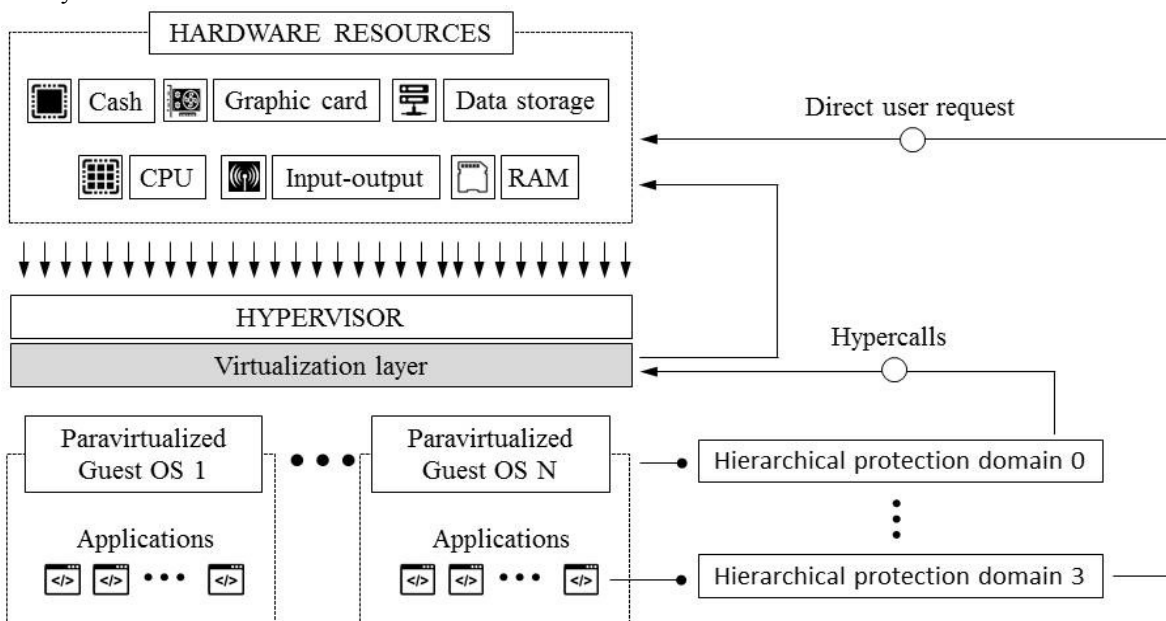 HARDWARE RESOURCES
Cash
Graphic card
Data storage
CPU
Input-output
RAM
Direct user request
HYPERVISOR
Virtualization layer
Hypercalls
Paravirtualized
Guest OS 1
Paravirtualized
Guest OS N
Applications
</>
</>
</>
Applications
</>
</>
</>
Hierarchical protection domain 0
Hierarchical protection domain 3